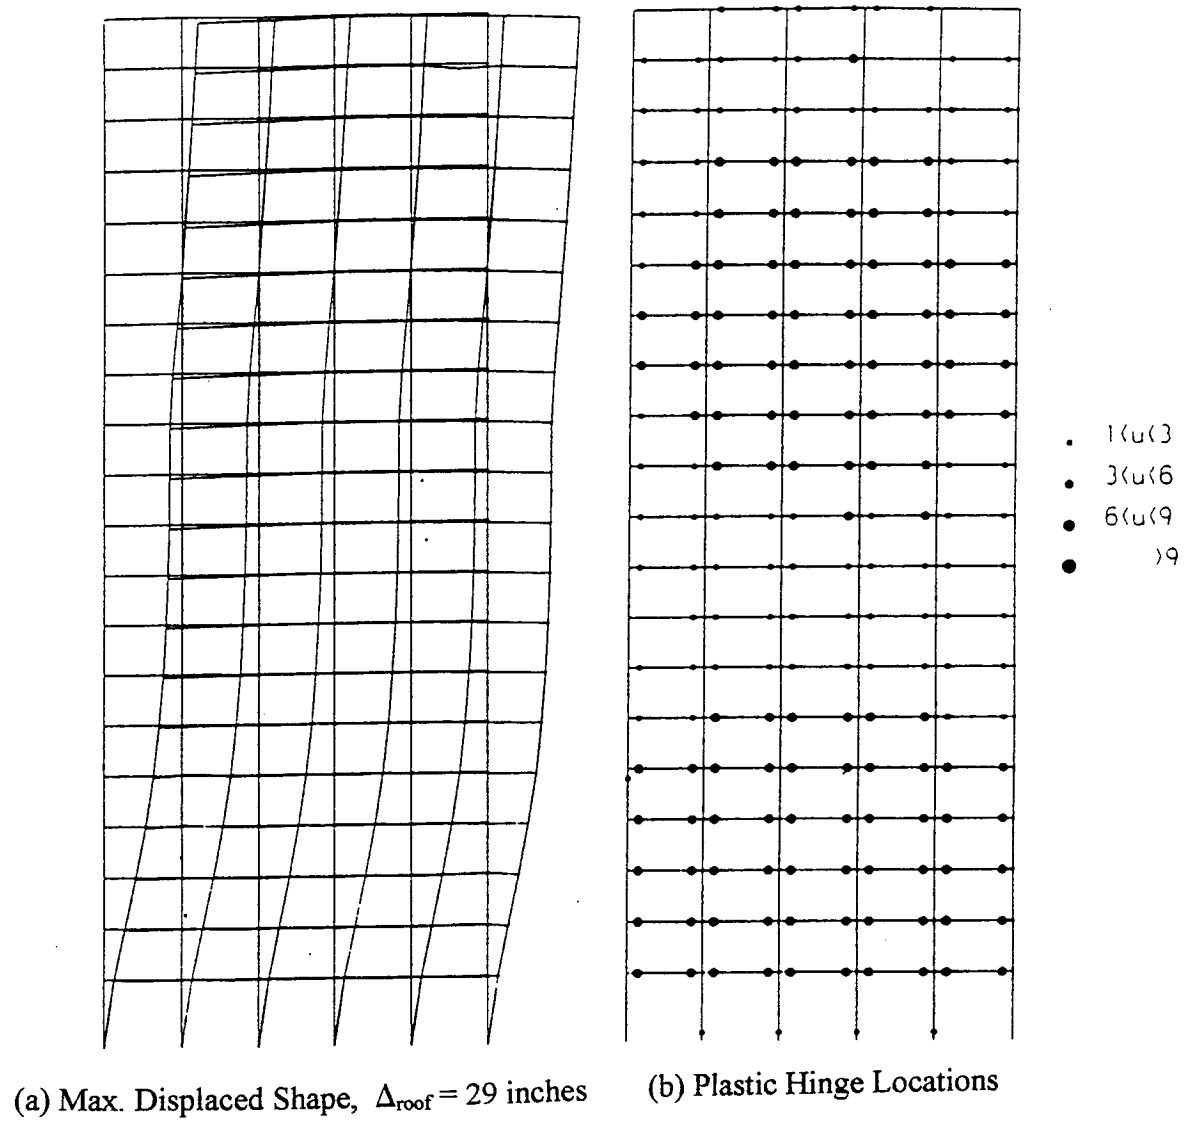 1<u<3
3<u<6
6<u<9
>9
(a) Max. Displaced Shape, Δroof = 29 inches
(b) Plastic Hinge Locations